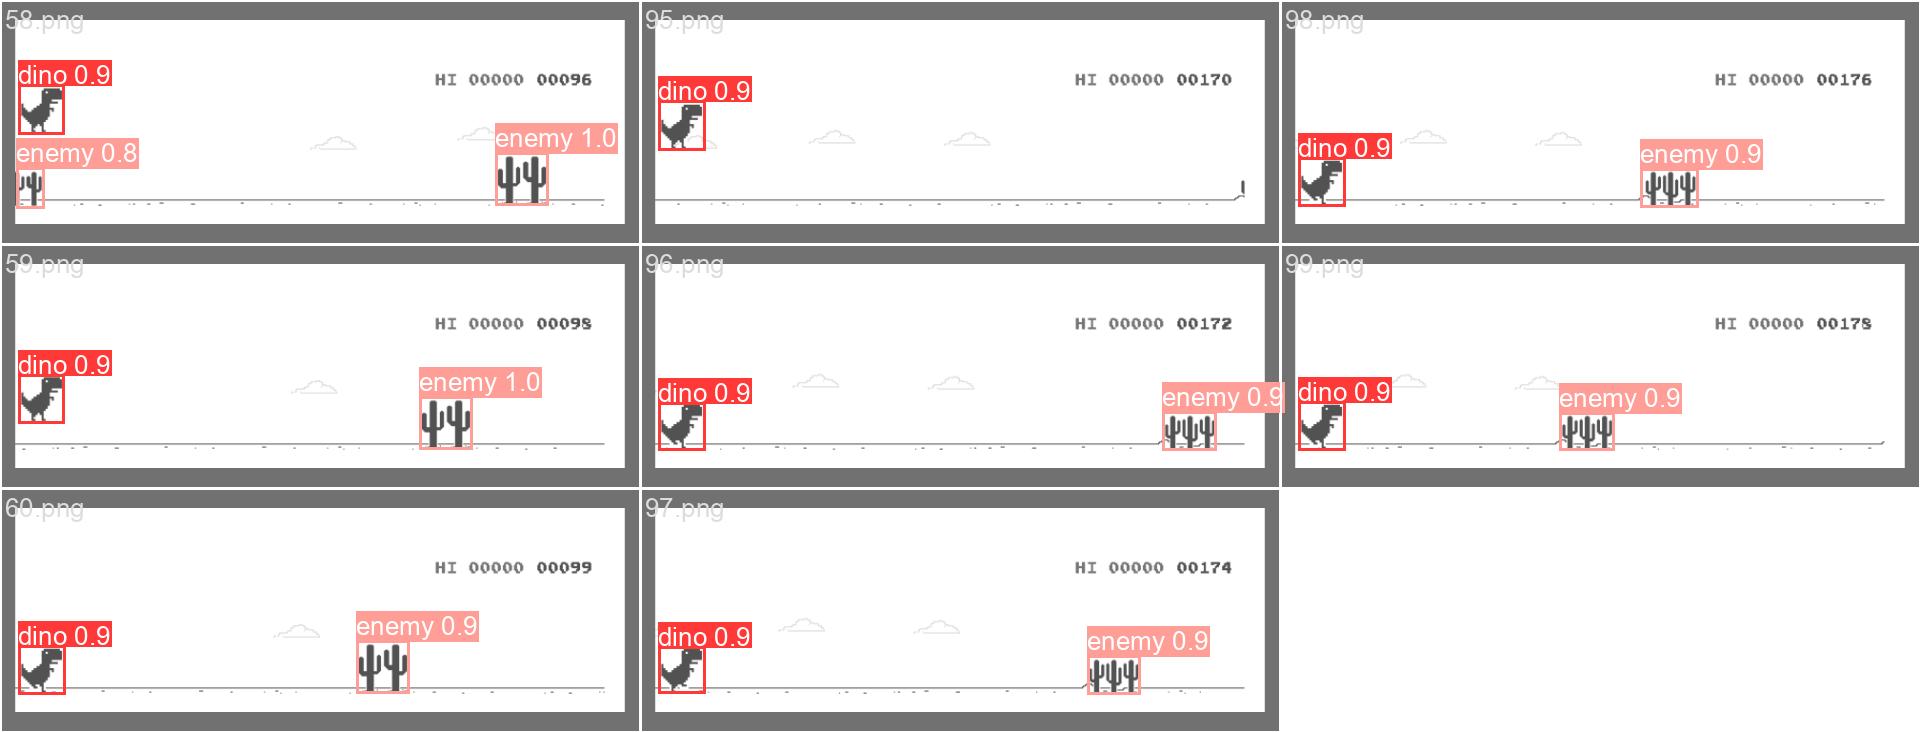 58.png
dino 0.9
HI 00000 00096
enemy 1.0
enemy 0.8
95.png
HI 00000 00170
dino 0.9
98.png
HI 00000 00176
dino 0.9
enemy 0.9
59.png
HI 00000 00098
dino 0.9
enemy 1.0
96.png
HI 00000 00172
dino 0.9
enemy 0.9
99.png
HI 00000 00178
dino 0.9
enemy 0.9
60.png
HI 00000 00099
enemy 0.9
dino 0.9
97.png
HI 00000 00174
dino 0.9
enemy 0.9